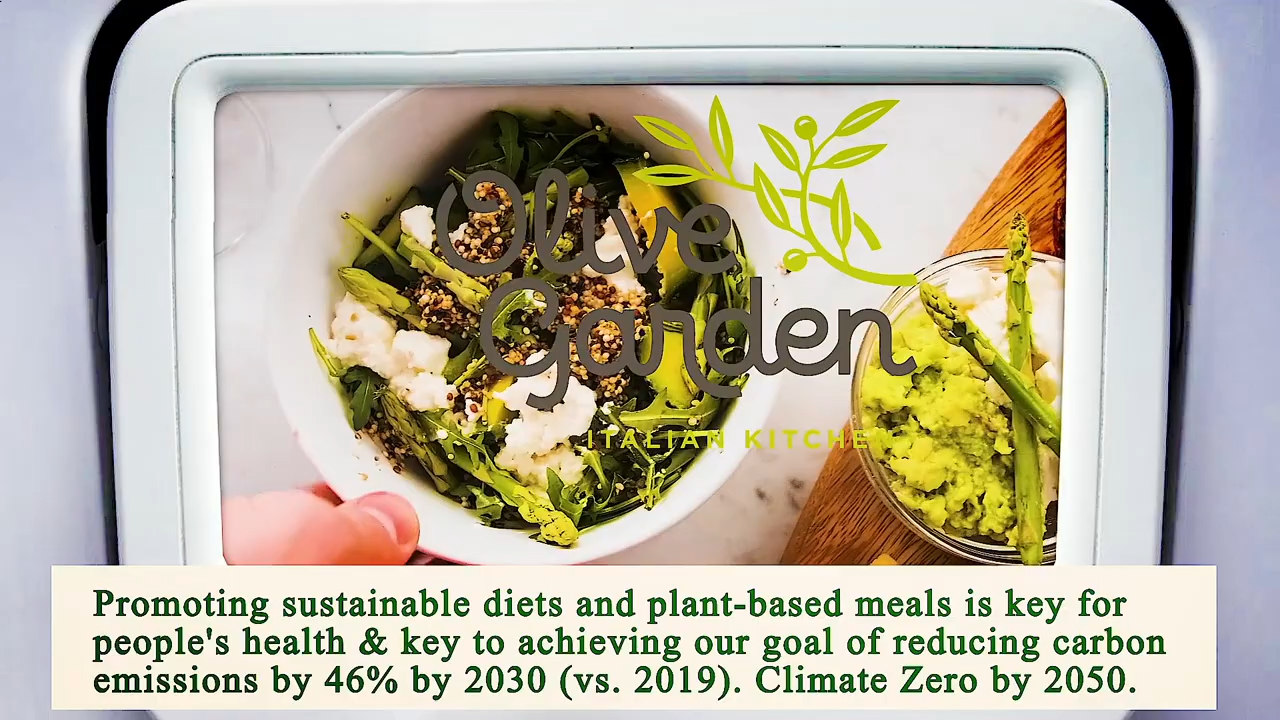 Olive
Garden
ITALIAN KITCHEN
Promoting sustainable diets and plant-based meals is key for
people's health & key to achieving our goal of reducing carbon
emissions by 46% by 2030 (vs. 2019). Climate Zero by 2050.